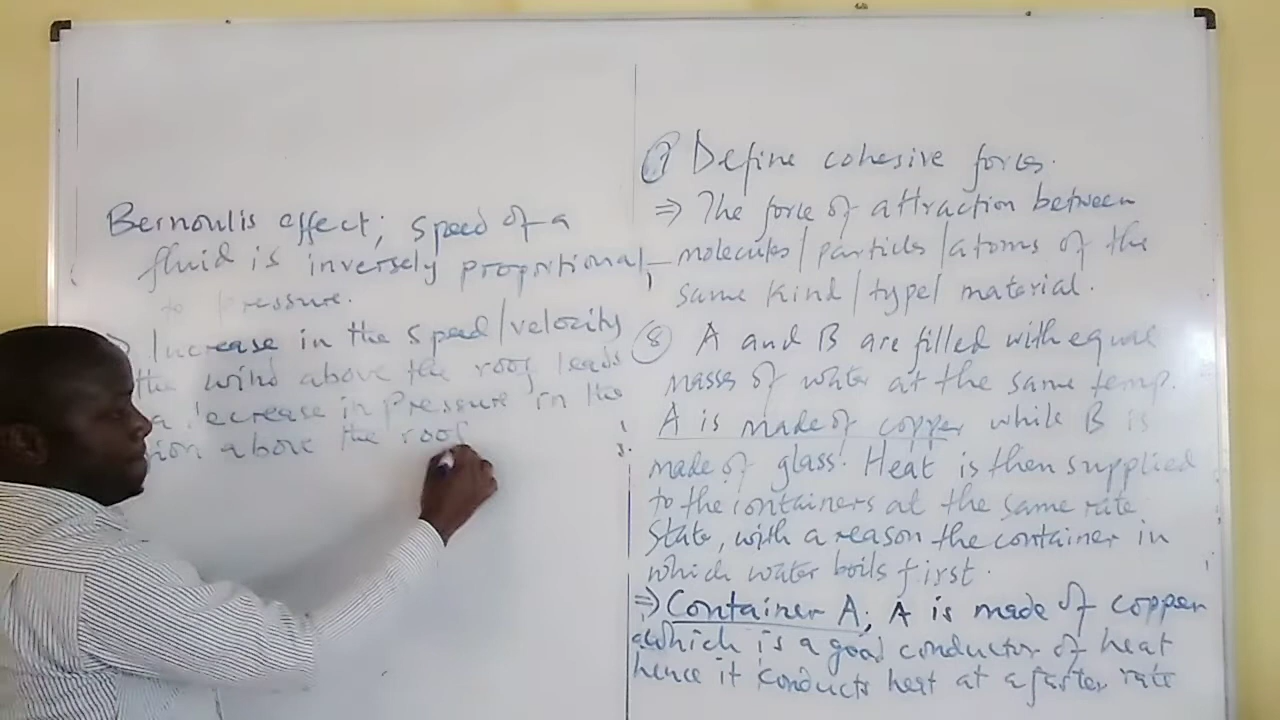 Bernoulis effect; speed of a
fluid is inversely proportional
to pressure.
Increase in the speed/velocity
the wind above the roof leads
a decrease in pressure in the
ion above the roof
⑦ Define cohesive forces.
⇒ The force of attraction between
molecules/particles/atoms of the
same kind/type/material.
⑧ A and B are filled with equal
masses of water at the same temp.
A is made of copper while B is
made of glass. Heat is then supplied
to the containers at the same rate
State, with a reason the container in
which water boils first.
⇒ Container A; A is made of copper
which is a good conductor of heat
hence it conducts heat at a faster rate